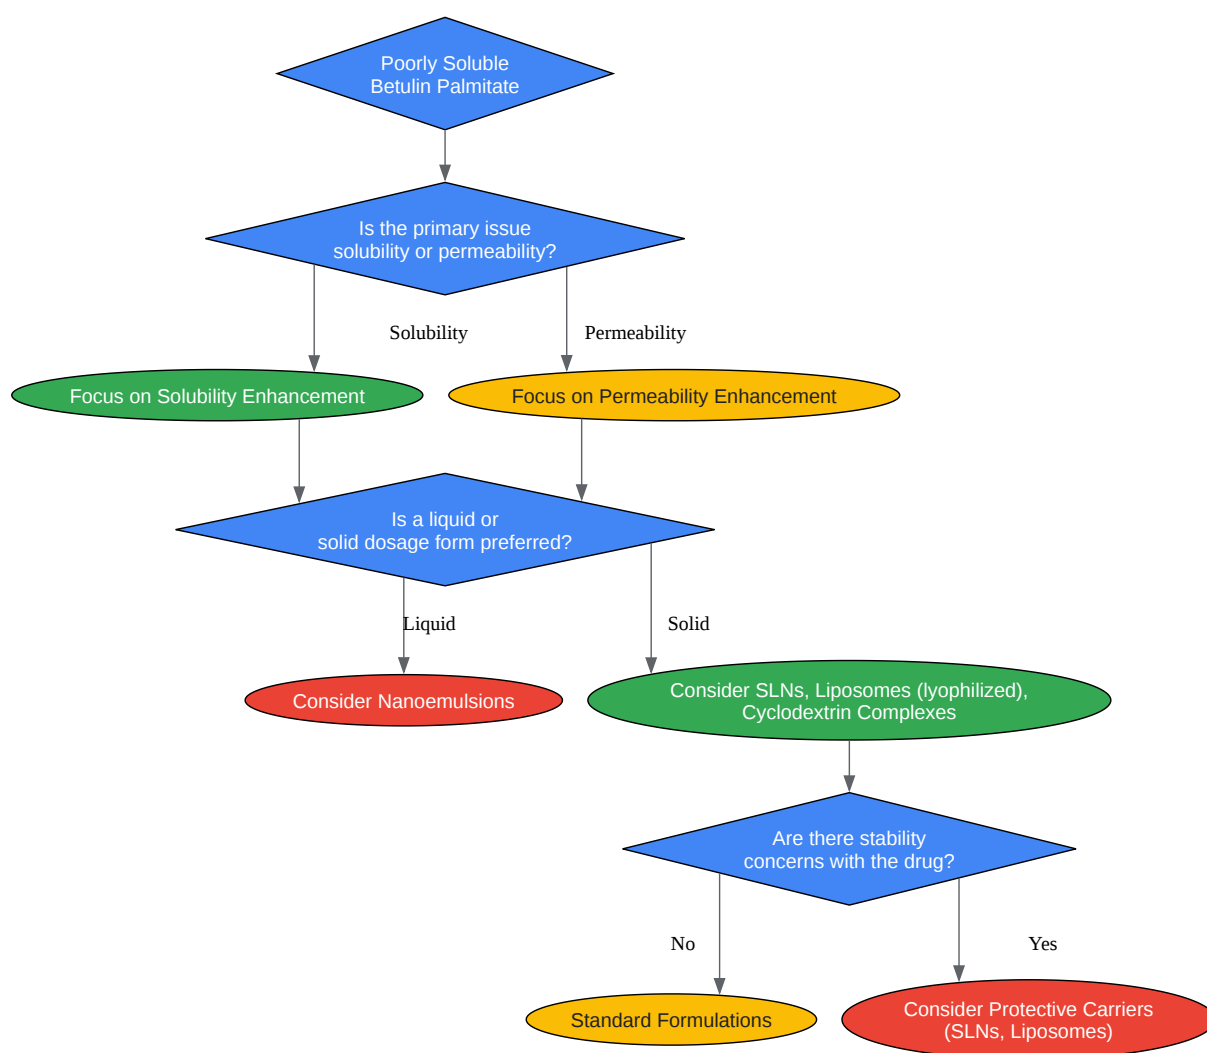 Poorly Soluble
Betulin Palmitate
Is the primary issue
solubility or permeability?
Solubility
Permeability
Focus on Solubility Enhancement
Focus on Permeability Enhancement
Is a liquid or
solid dosage form preferred?
Liquid
Solid
Consider Nanoemulsions
Consider SLNs, Liposomes (lyophilized),
Cyclodextrin Complexes
Are there stability
concerns with the drug?
No
Yes
Standard Formulations
Consider Protective Carriers
(SLNs, Liposomes)